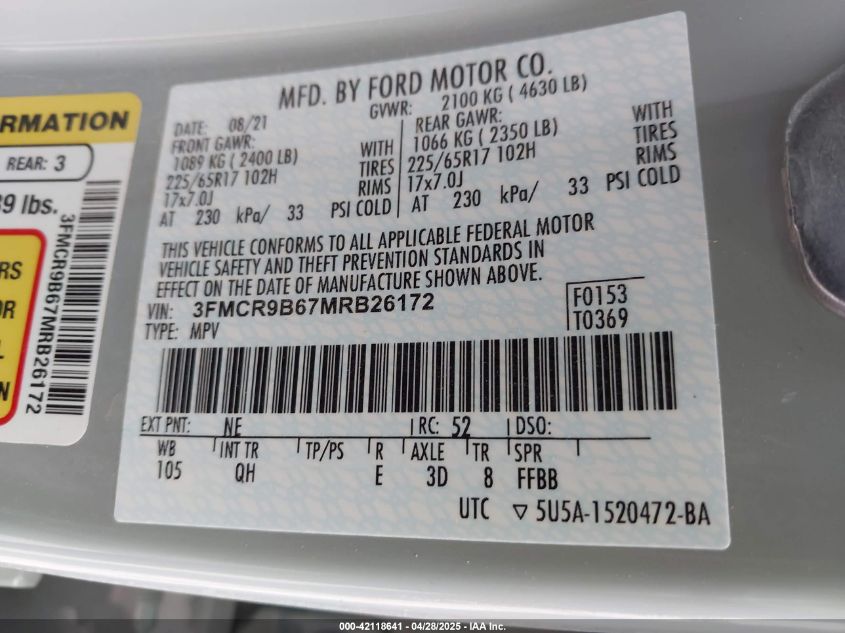 RMATION
REAR: 3
39 lbs.
3FMCR9B67MRB26172
RS
OR
L
N
MFD. BY FORD MOTOR CO.
DATE: 08/21 GVWR: 2100 KG ( 4630 LB)
FRONT GAWR: REAR GAWR:
1089 KG ( 2400 LB) WITH 1066 KG ( 2350 LB) WITH
225/65R17 102H TIRES 225/65R17 102H TIRES
17x7.0J RIMS 17x7.0J RIMS
AT 230 kPa/ 33 PSI COLD AT 230 kPa/ 33 PSI COLD
THIS VEHICLE CONFORMS TO ALL APPLICABLE FEDERAL MOTOR
VEHICLE SAFETY AND THEFT PREVENTION STANDARDS IN
EFFECT ON THE DATE OF MANUFACTURE SHOWN ABOVE.
VIN: 3FMCR9B67MRB26172 F0153
TYPE: MPV T0369
EXT PNT: NE RC: 52 DSO:
WB INT TR TP/PS R AXLE TR SPR
105 QH E 3D 8 FFBB
UTC ▽ 5U5A-1520472-BA
000-42118641 - 04/28/2025 - IAA Inc.